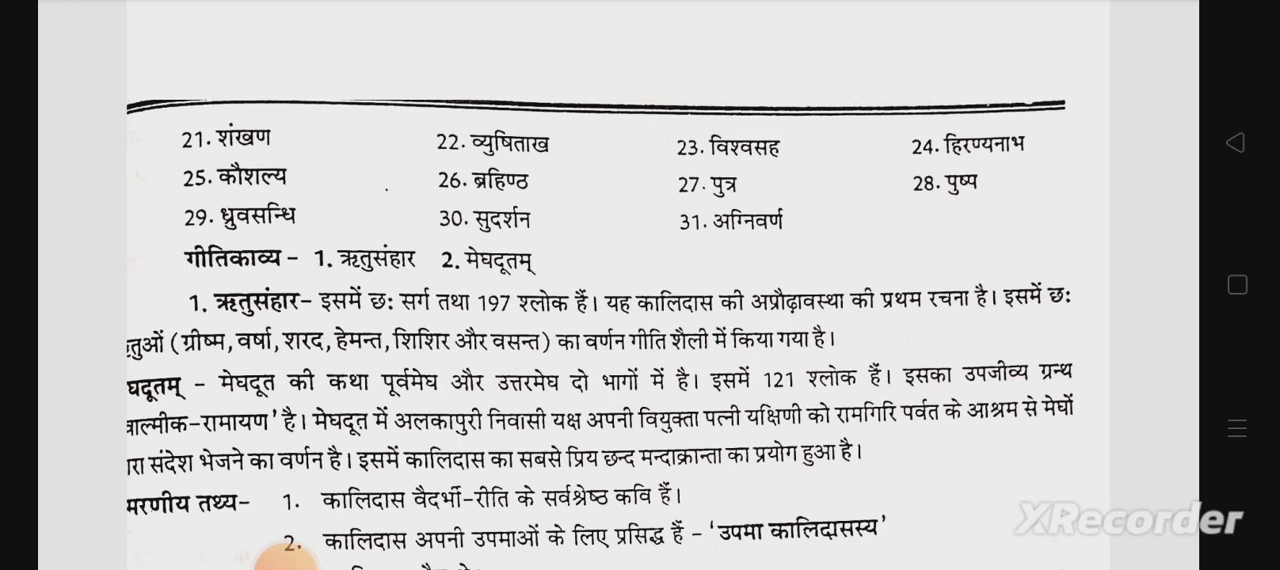 21. शंखण 22. व्युषिताख 23. विश्वसह 24. हिरण्यनाभ
25. कौशल्य 26. ब्रहिण्ठ 27. पुत्र 28. पुष्प
29. ध्रुवसन्धि 30. सुदर्शन 31. अग्निवर्ण
गीतिकाव्य – 1. ऋतुसंहार 2. मेघदूतम्
1. ऋतुसंहार– इसमें छः सर्ग तथा 197 श्लोक हैं। यह कालिदास की अप्रौढ़ावस्था की प्रथम रचना है। इसमें छः
तुओं (ग्रीष्म, वर्षा, शरद, हेमन्त, शिशिर और वसन्त) का वर्णन गीति शैली में किया गया है।
घदूतम् – मेघदूत की कथा पूर्वमेघ और उत्तरमेघ दो भागों में है। इसमें 121 श्लोक हैं। इसका उपजीव्य ग्रन्थ
ाल्मीक–रामायण' है। मेघदूत में अलकापुरी निवासी यक्ष अपनी वियुक्ता पत्नी यक्षिणी को रामगिरि पर्वत के आश्रम से मेघों
ारा संदेश भेजने का वर्णन है। इसमें कालिदास का सबसे प्रिय छन्द मन्दाक्रान्ता का प्रयोग हुआ है।
मरणीय तथ्य– 1. कालिदास वैदर्भी–रीति के सर्वश्रेष्ठ कवि हैं।
2. कालिदास अपनी उपमाओं के लिए प्रसिद्ध हैं – 'उपमा कालिदासस्य'
XRecorder